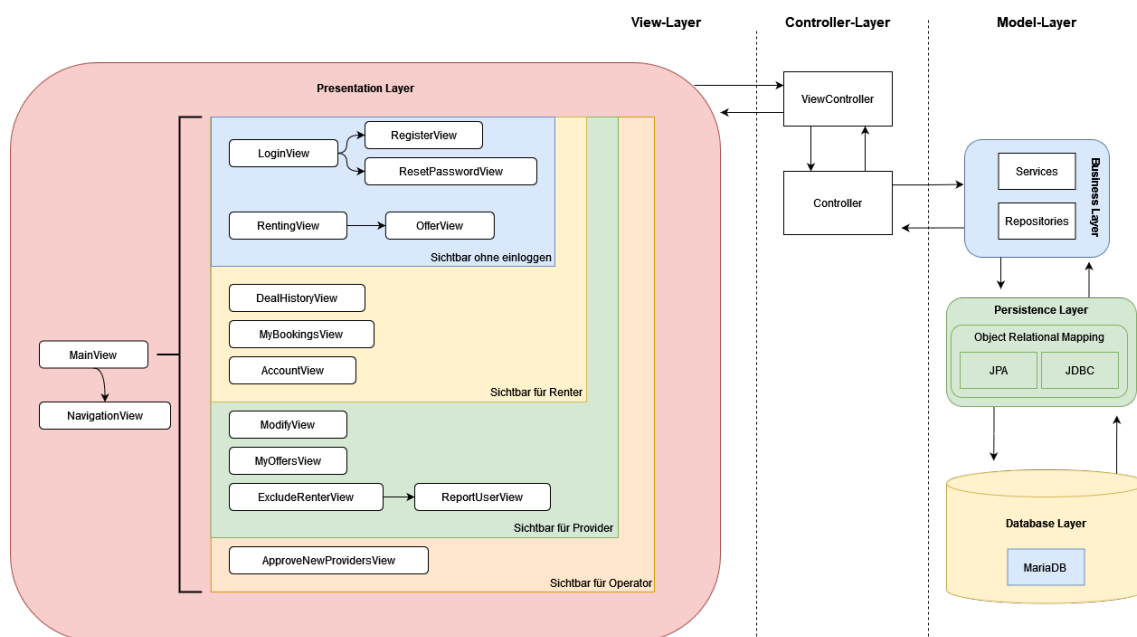 View-Layer
Controller-Layer
Model-Layer
Presentation Layer
LoginView
RegisterView
ResetPasswordView
RentingView
OfferView
Sichtbar ohne einloggen
DealHistoryView
MyBookingsView
AccountView
Sichtbar für Renter
MainView
NavigationView
ModifyView
MyOffersView
ExcludeRenterView
ReportUserView
Sichtbar für Provider
ApproveNewProvidersView
Sichtbar für Operator
ViewController
Controller
Services
Repositories
Business Layer
Persistence Layer
Object Relational Mapping
JPA
JDBC
Database Layer
MariaDB